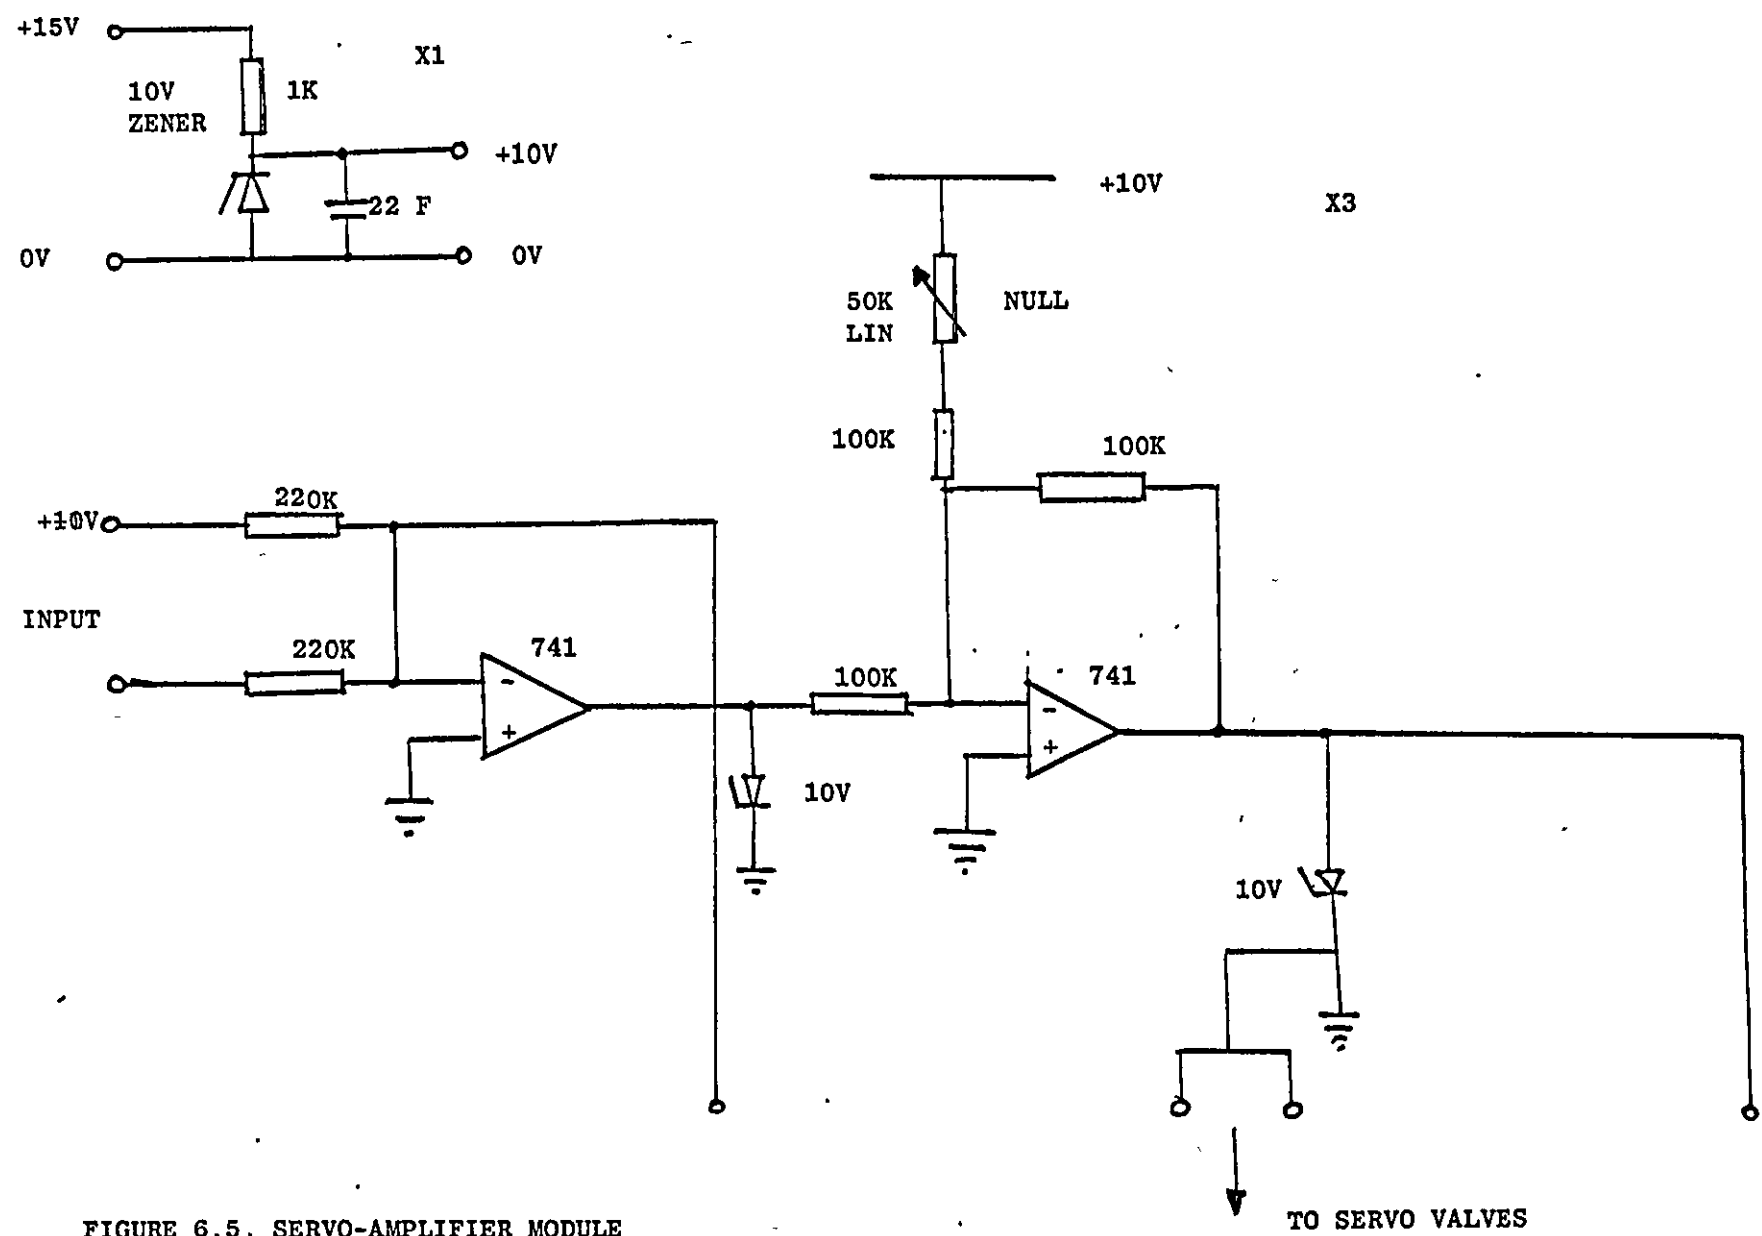 +15V
X1
10V
ZENER
1K
+10V
22 F
0V
0V
+10V
X3
50K
LIN
NULL
100K
100K
220K
+10V
INPUT
220K
741
100K
741
-
+
-
+
10V
10V
TO SERVO VALVES
FIGURE 6.5. SERVO-AMPLIFIER MODULE